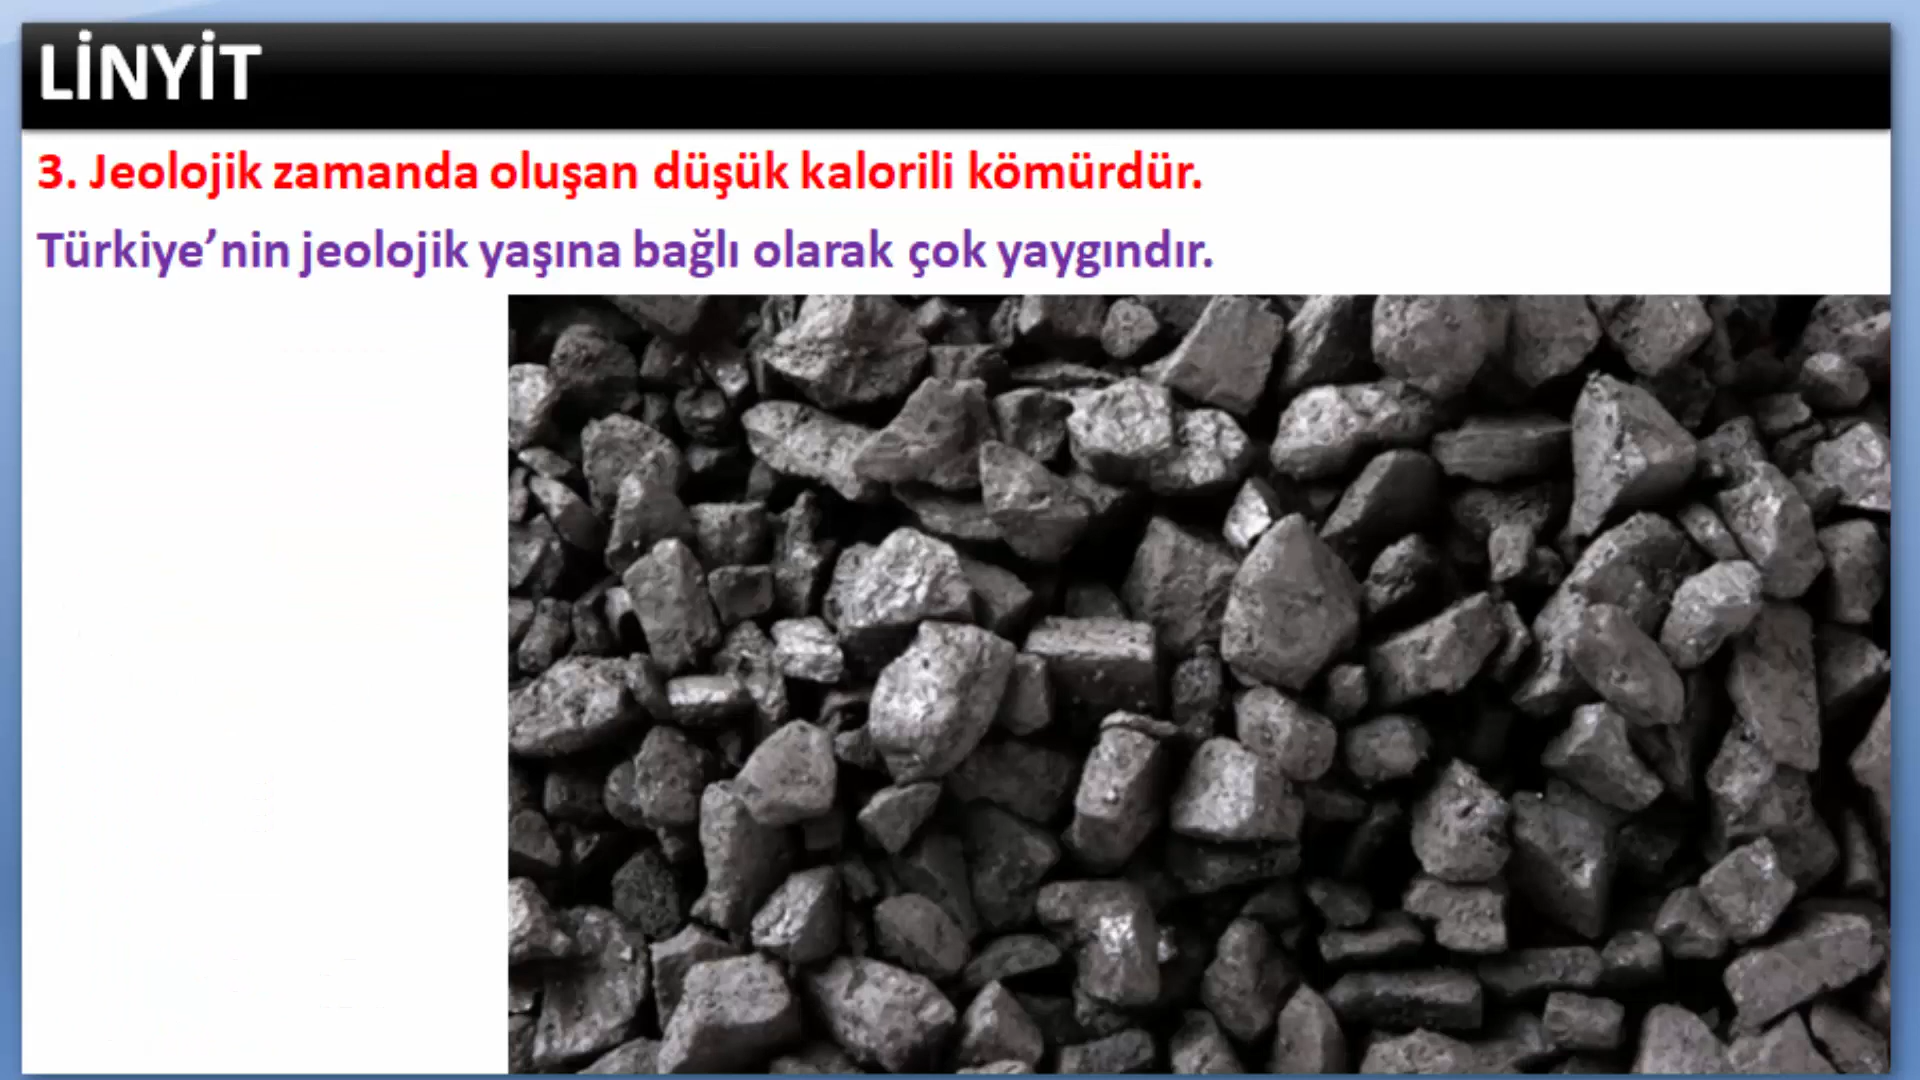 LİNYİT
3. Jeolojik zamanda oluşan düşük kalorili kömürdür.
Türkiye’nin jeolojik yaşına bağlı olarak çok yaygındır.